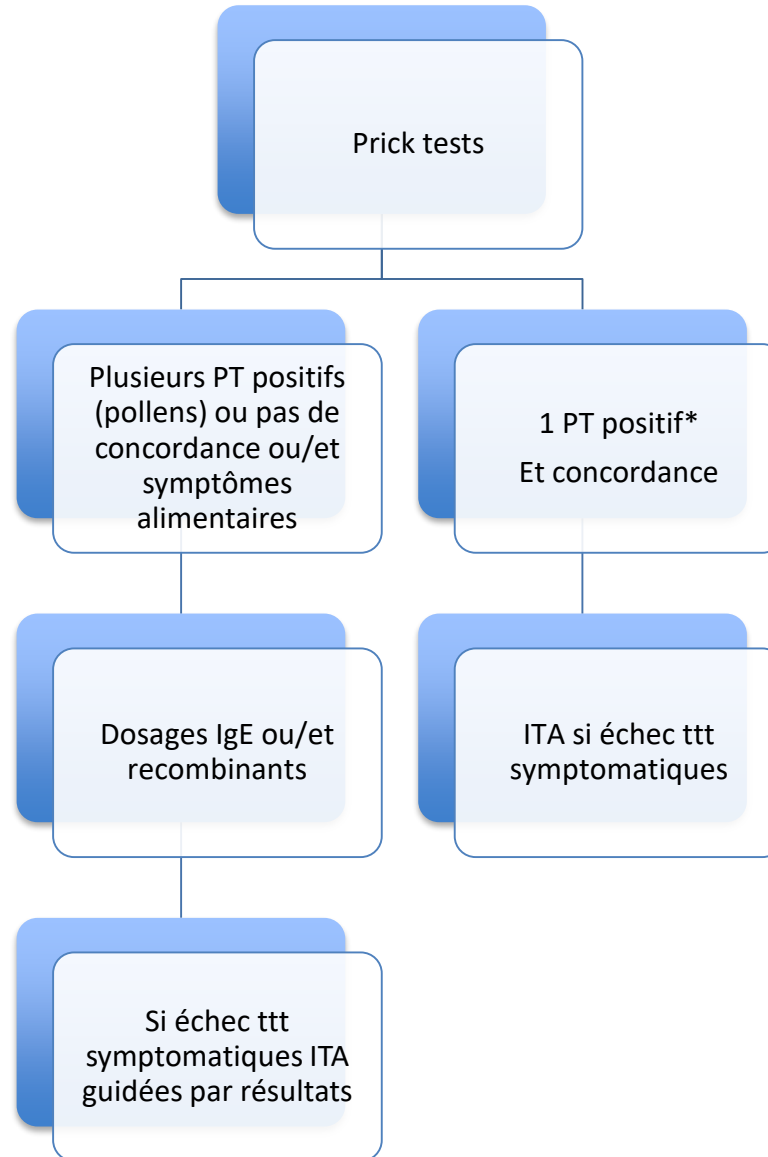 Prick tests
Plusieurs PT positifs
(pollens) ou pas de
concordance ou/et
symptômes
alimentaires
1 PT positif*
Et concordance
Dosages IgE ou/et
recombinants
ITA si échec ttt
symptomatiques
Si échec ttt
symptomatiques ITA
guidées par résultats